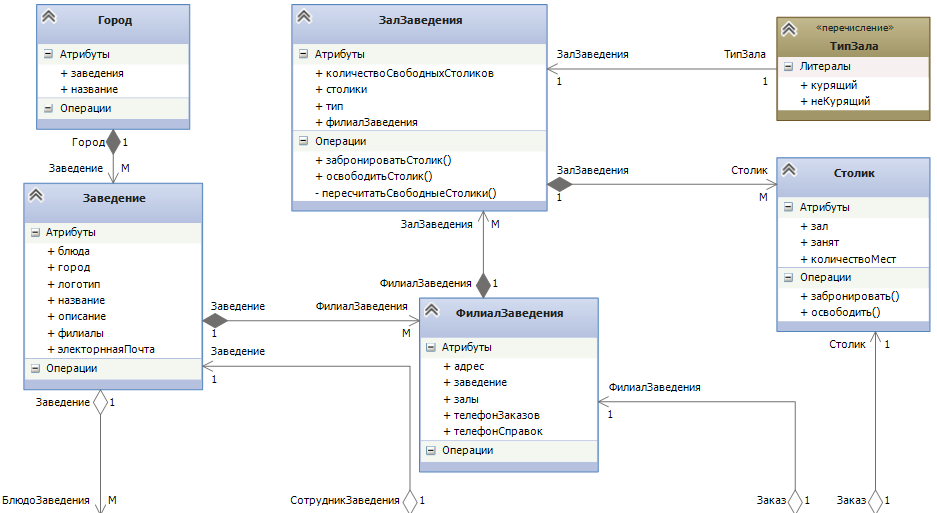 Город
Атрибуты
+ заведения
+ название
Операции
Город
1
Заведение
M
Заведение
Атрибуты
+ блюда
+ город
+ логотип
+ название
+ описание
+ филиалы
+ электорннаяПочта
Операции
Заведение
1
БлюдоЗаведения
M
ЗалЗаведения
Атрибуты
+ количествоСвободныхСтоликов
+ столики
+ тип
+ филиалЗаведения
Операции
+ забронироватьСтолик()
+ освободитьСтолик()
- пересчитатьСвободныеСтолики()
ЗалЗаведения
M
ФилиалЗаведения
1
Заведение
1
ФилиалЗаведения
M
Заведение
1
СотрудникЗаведения
1
ФилиалЗаведения
Атрибуты
+ адрес
+ заведение
+ залы
+ телефонЗаказов
+ телефонСправок
Операции
ЗалЗаведения
1
ТипЗала
1
«перечисление»
ТипЗала
Литералы
+ курящий
+ неКурящий
ЗалЗаведения
1
Столик
M
Столик
Атрибуты
+ зал
+ занят
+ количествоМест
Операции
+ забронировать()
+ освободить()
Столик
1
ФилиалЗаведения
1
Заказ
1
Заказ
1